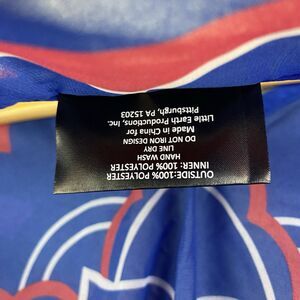 OUTSIDE:100% POLYESTER
INNER: 100% POLYESTER
HAND WASH
LINE DRY
DO NOT IRON DESIGN
Made in China for
Little Earth Productions, Inc.
Pittsburgh, PA 15203